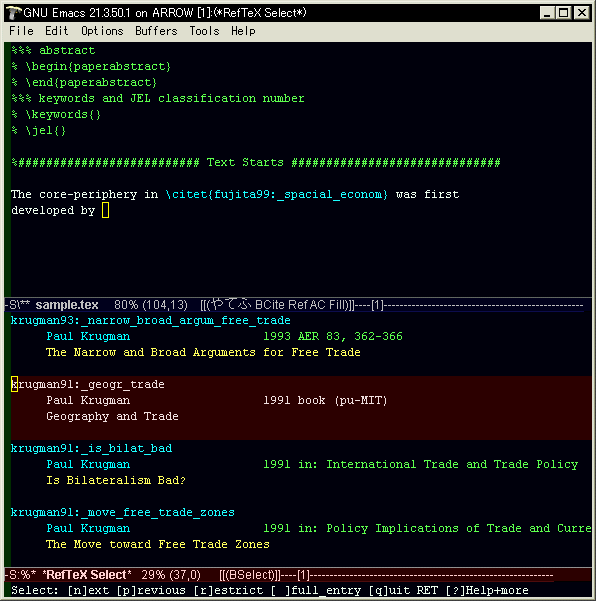 GNU Emacs 21.3.50.1 on ARROW [1]:(*RefTeX Select*)
File Edit Options Buffers Tools Help
%%% abstract
% \begin{paperabstract}
% \end{paperabstract}
%%% keywords and JEL classification number
% \keywords{}
% \jel{}
%########################## Text Starts ##############################
The core-periphery in \citet{fujita99:_spacial_econom} was first
developed by
-S\** sample.tex 80% (104,13) [[(やてふ BCite Ref AC Fill)]]----[1]--------------------------------------------------
krugman93:_narrow_broad_argum_free_trade
Paul Krugman 1993 AER 83, 362-366
The Narrow and Broad Arguments for Free Trade
krugman91:_geogr_trade
Paul Krugman 1991 book (pu-MIT)
Geography and Trade
krugman91:_is_bilat_bad
Paul Krugman 1991 in: International Trade and Trade Policy
Is Bilateralism Bad?
krugman91:_move_free_trade_zones
Paul Krugman 1991 in: Policy Implications of Trade and Curre
The Move toward Free Trade Zones
-S:%* *RefTeX Select* 29% (37,0) [[(BSelect)]]----[1]--------------------------------------------------
Select: [n]ext [p]revious [r]estrict [ ]full_entry [q]uit RET [?]Help+more